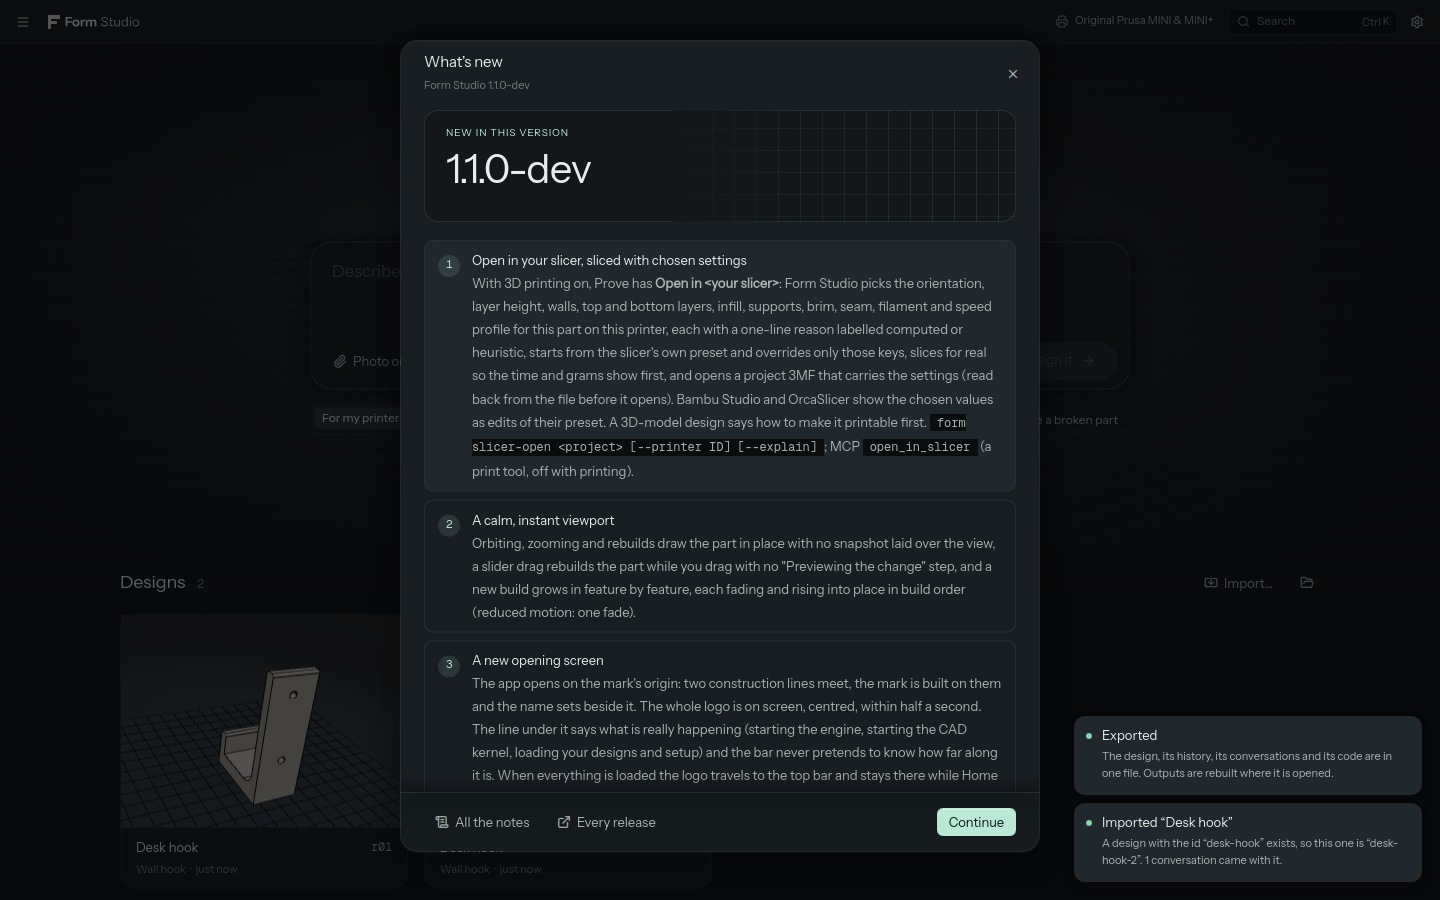 Form Studio
Original Prusa MINI & MINI+
Search
Ctrl K
What's new
Form Studio 1.1.0-dev
NEW IN THIS VERSION
1.1.0-dev
1
Open in your slicer, sliced with chosen settings
With 3D printing on, Prove has Open in <your slicer>: Form Studio picks the orientation,
layer height, walls, top and bottom layers, infill, supports, brim, seam, filament and speed
profile for this part on this printer, each with a one-line reason labelled computed or
heuristic, starts from the slicer's own preset and overrides only those keys, slices for real
so the time and grams show first, and opens a project 3MF that carries the settings (read
back from the file before it opens). Bambu Studio and OrcaSlicer show the chosen values
as edits of their preset. A 3D-model design says how to make it printable first. form
slicer-open <project> [--printer ID] [--explain] ; MCP open_in_slicer (a
print tool, off with printing).
2
A calm, instant viewport
Orbiting, zooming and rebuilds draw the part in place with no snapshot laid over the view,
a slider drag rebuilds the part while you drag with no "Previewing the change" step, and a
new build grows in feature by feature, each fading and rising into place in build order
(reduced motion: one fade).
3
A new opening screen
The app opens on the mark's origin: two construction lines meet, the mark is built on them
and the name sets beside it. The whole logo is on screen, centred, within half a second.
The line under it says what is really happening (starting the engine, starting the CAD
kernel, loading your designs and setup) and the bar never pretends to know how far along
it is. When everything is loaded the logo travels to the top bar and stays there while Home
All the notes
Every release
Continue
Describe
Photo or
ign it
For my printer
e a broken part
Designs 2
Import...
Desk hook
r01
Wall hook · just now
Wall hook · just now
Exported
The design, its history, its conversations and its code are in
one file. Outputs are rebuilt where it is opened.
Imported “Desk hook”
A design with the id “desk-hook” exists, so this one is “desk-
hook-2”. 1 conversation came with it.